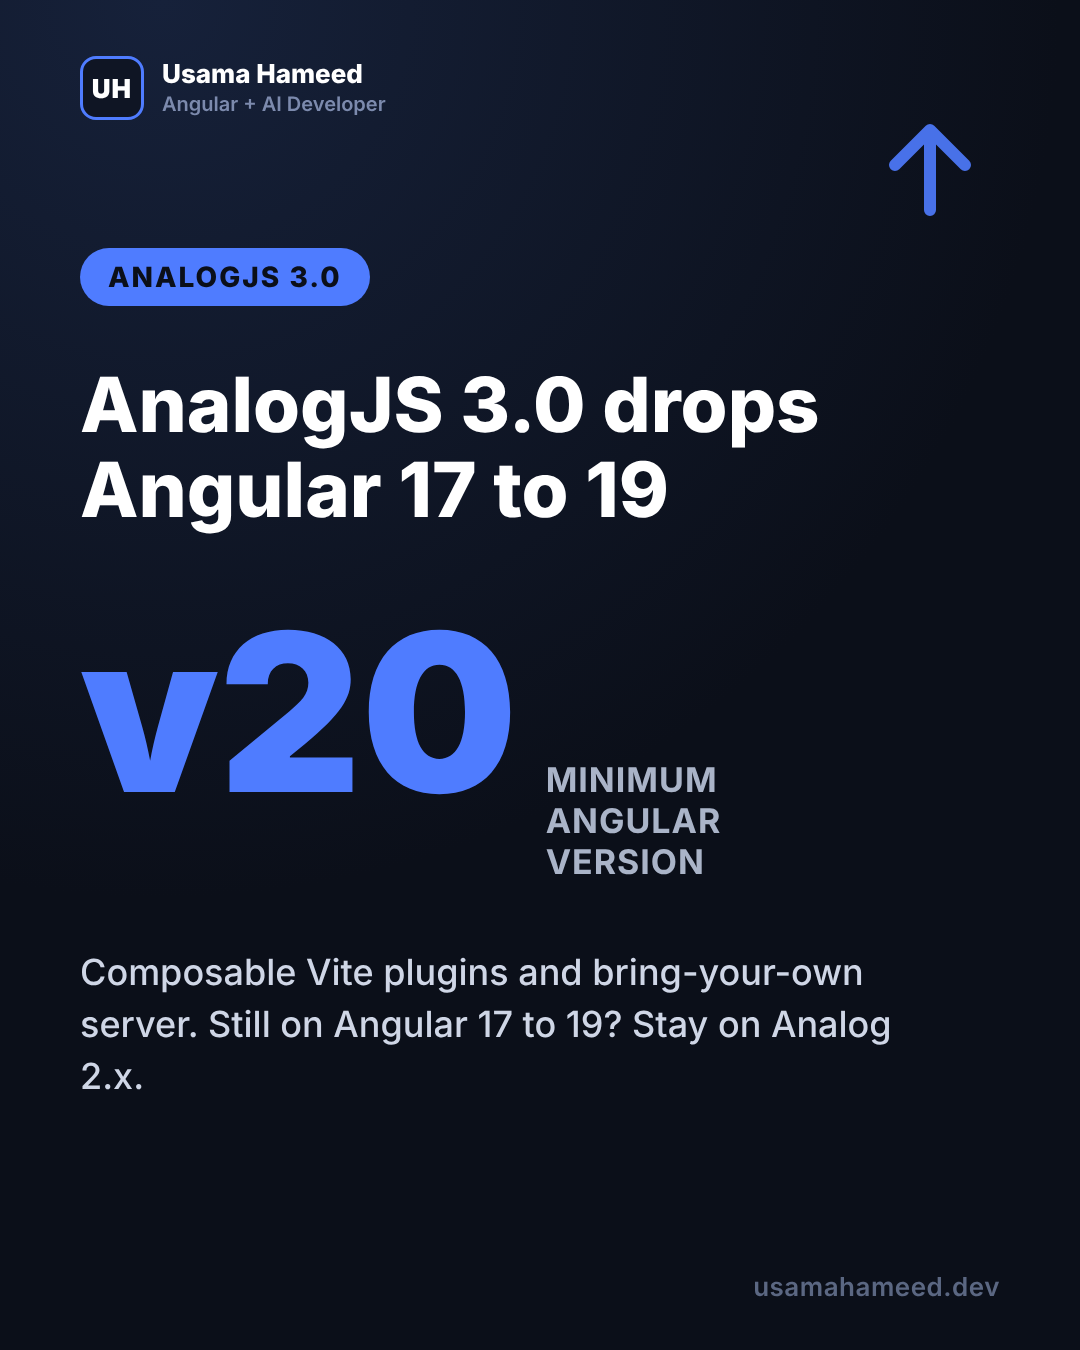 UH
Usama Hameed
Angular + AI Developer
ANALOGJS 3.0
AnalogJS 3.0 drops
Angular 17 to 19
v20
MINIMUM
ANGULAR
VERSION
Composable Vite plugins and bring-your-own
server. Still on Angular 17 to 19? Stay on Analog
2.x.
usamahameed.dev